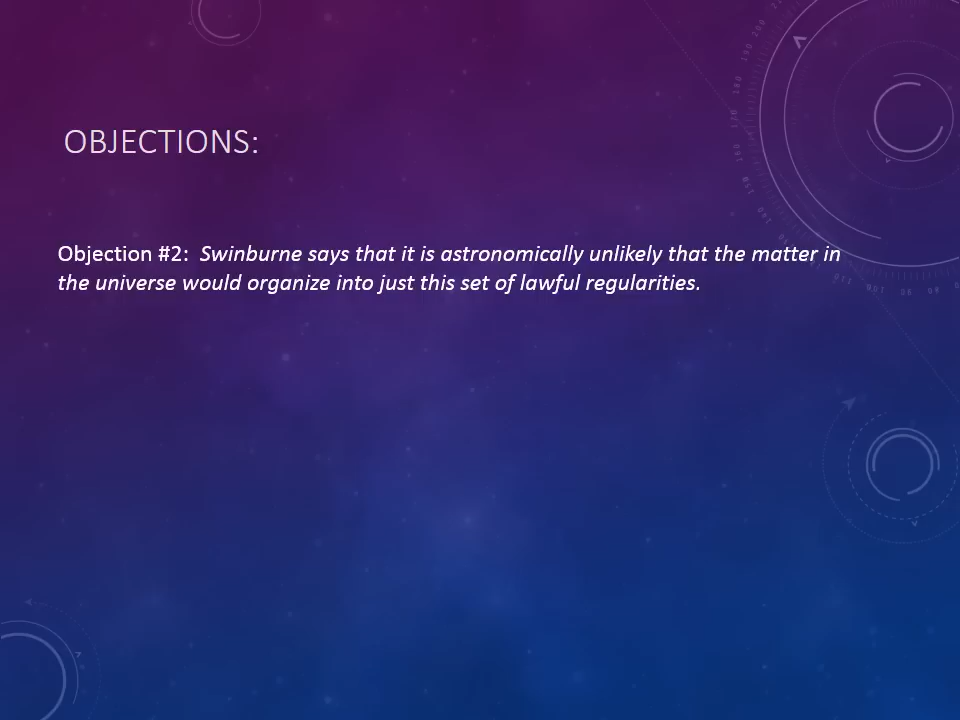 OBJECTIONS:
Objection #2:  Swinburne says that it is astronomically unlikely that the matter in
the universe would organize into just this set of lawful regularities.